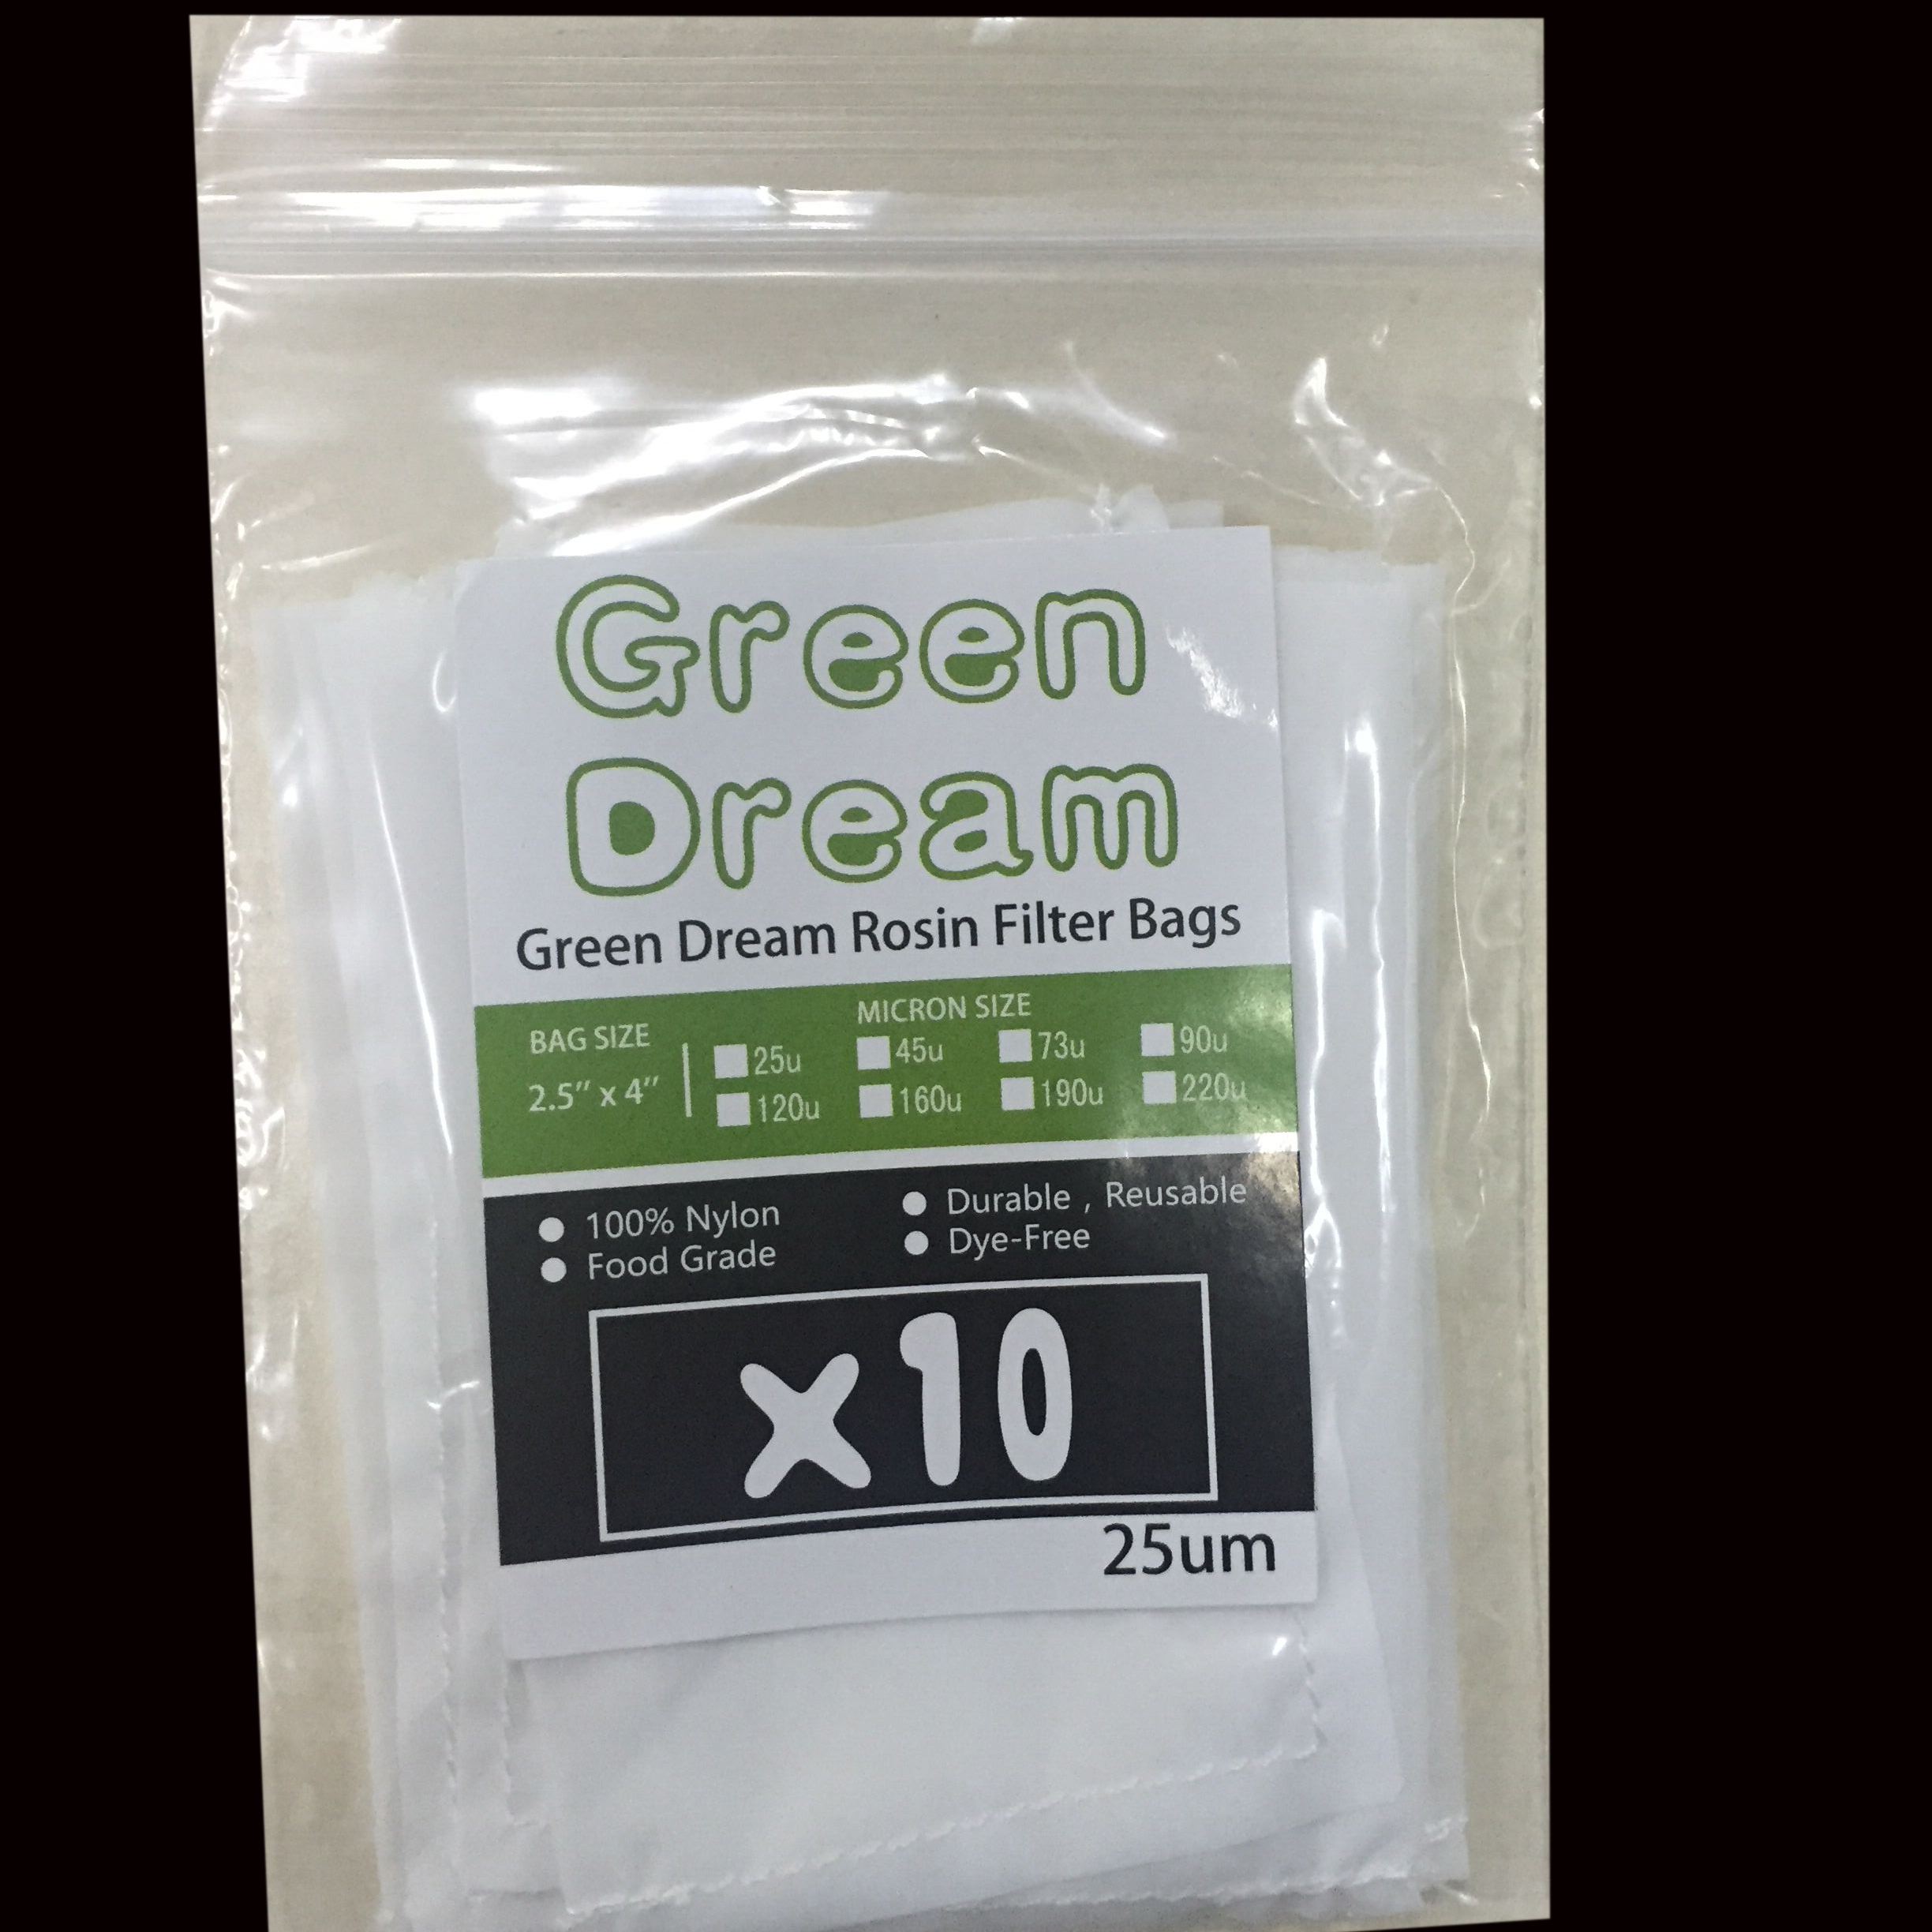 Green
Dream
Green Dream Rosin Filter Bags
BAG SIZE
2.5" x 4"
MICRON SIZE
25u 45u 73u 90u
120u 160u 190u 220u
100% Nylon
Food Grade
Durable , Reusable
Dye-Free
x10
25um